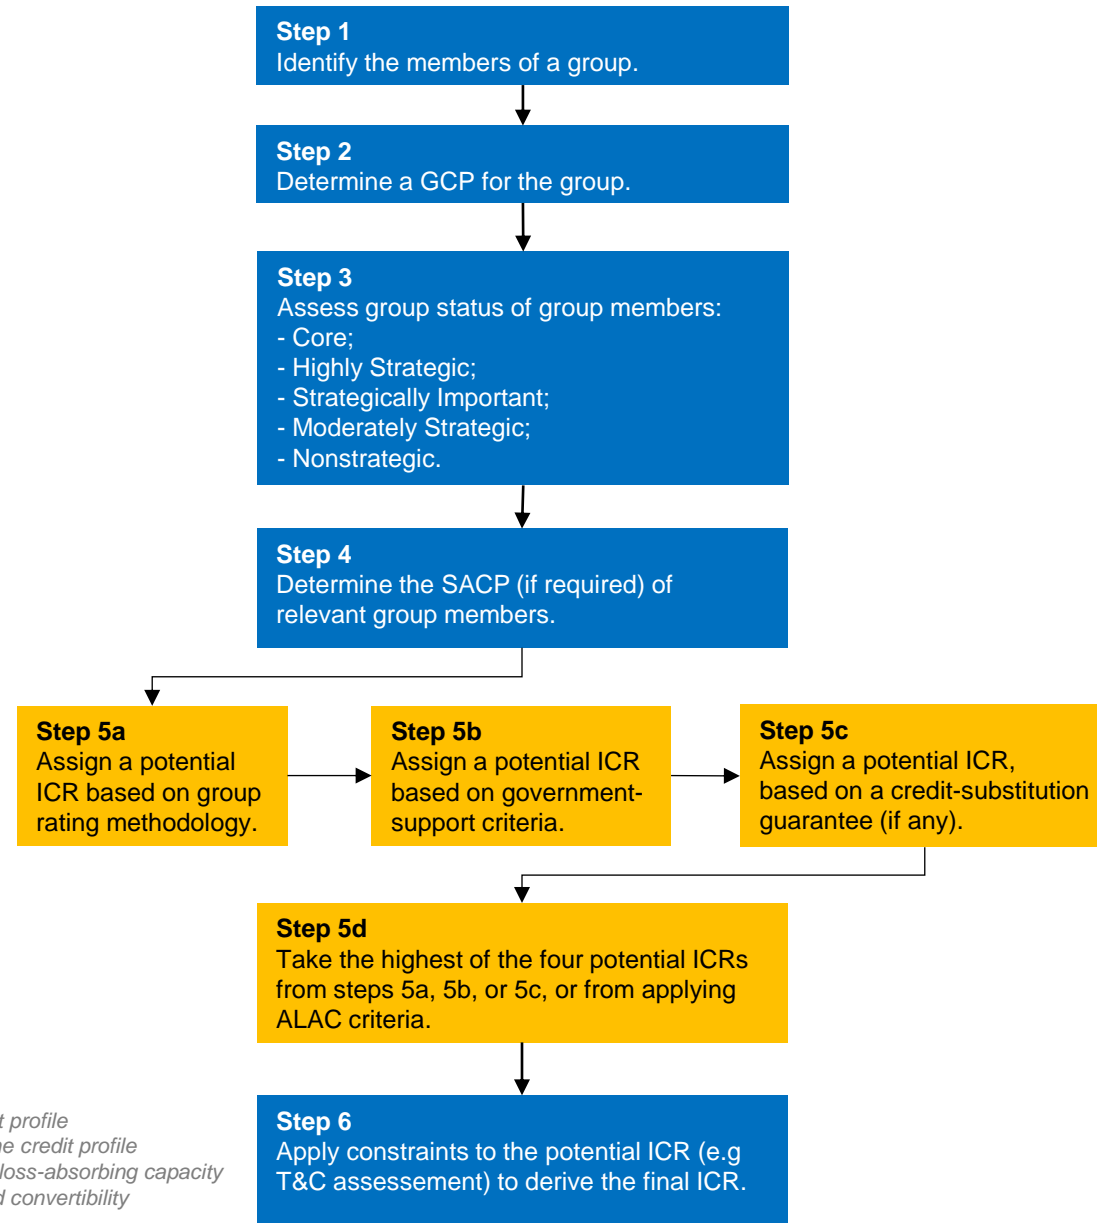 Step 1
Identify the members of a group.
Step 2
Determine a GCP for the group.
Step 3
Assess group status of group members:
- Core;
- Highly Strategic;
- Strategically Important;
- Moderately Strategic;
- Nonstrategic.
Step 4
Determine the SACP (if required) of
relevant group members.
Step 5a
Assign a potential
ICR based on group
rating methodology.
Step 5b
Assign a potential ICR
based on government-
support criteria.
Step 5c
Assign a potential ICR,
based on a credit-substitution
guarantee (if any).
Step 5d
Take the highest of the four potential ICRs
from steps 5a, 5b, or 5c, or from applying
ALAC criteria.
Step 6
Apply constraints to the potential ICR (e.g
T&C assessement) to derive the final ICR.
profile
credit profile
loss-absorbing capacity
convertibility